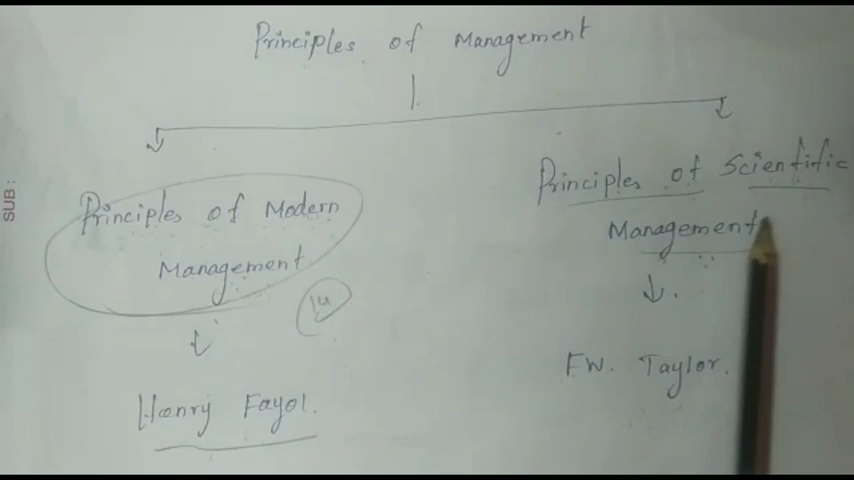 Principles of Management
Principles of Modern
Management
14
Henry Fayol.
Principles of Scientific
Management
F.W. Taylor.
SUB: